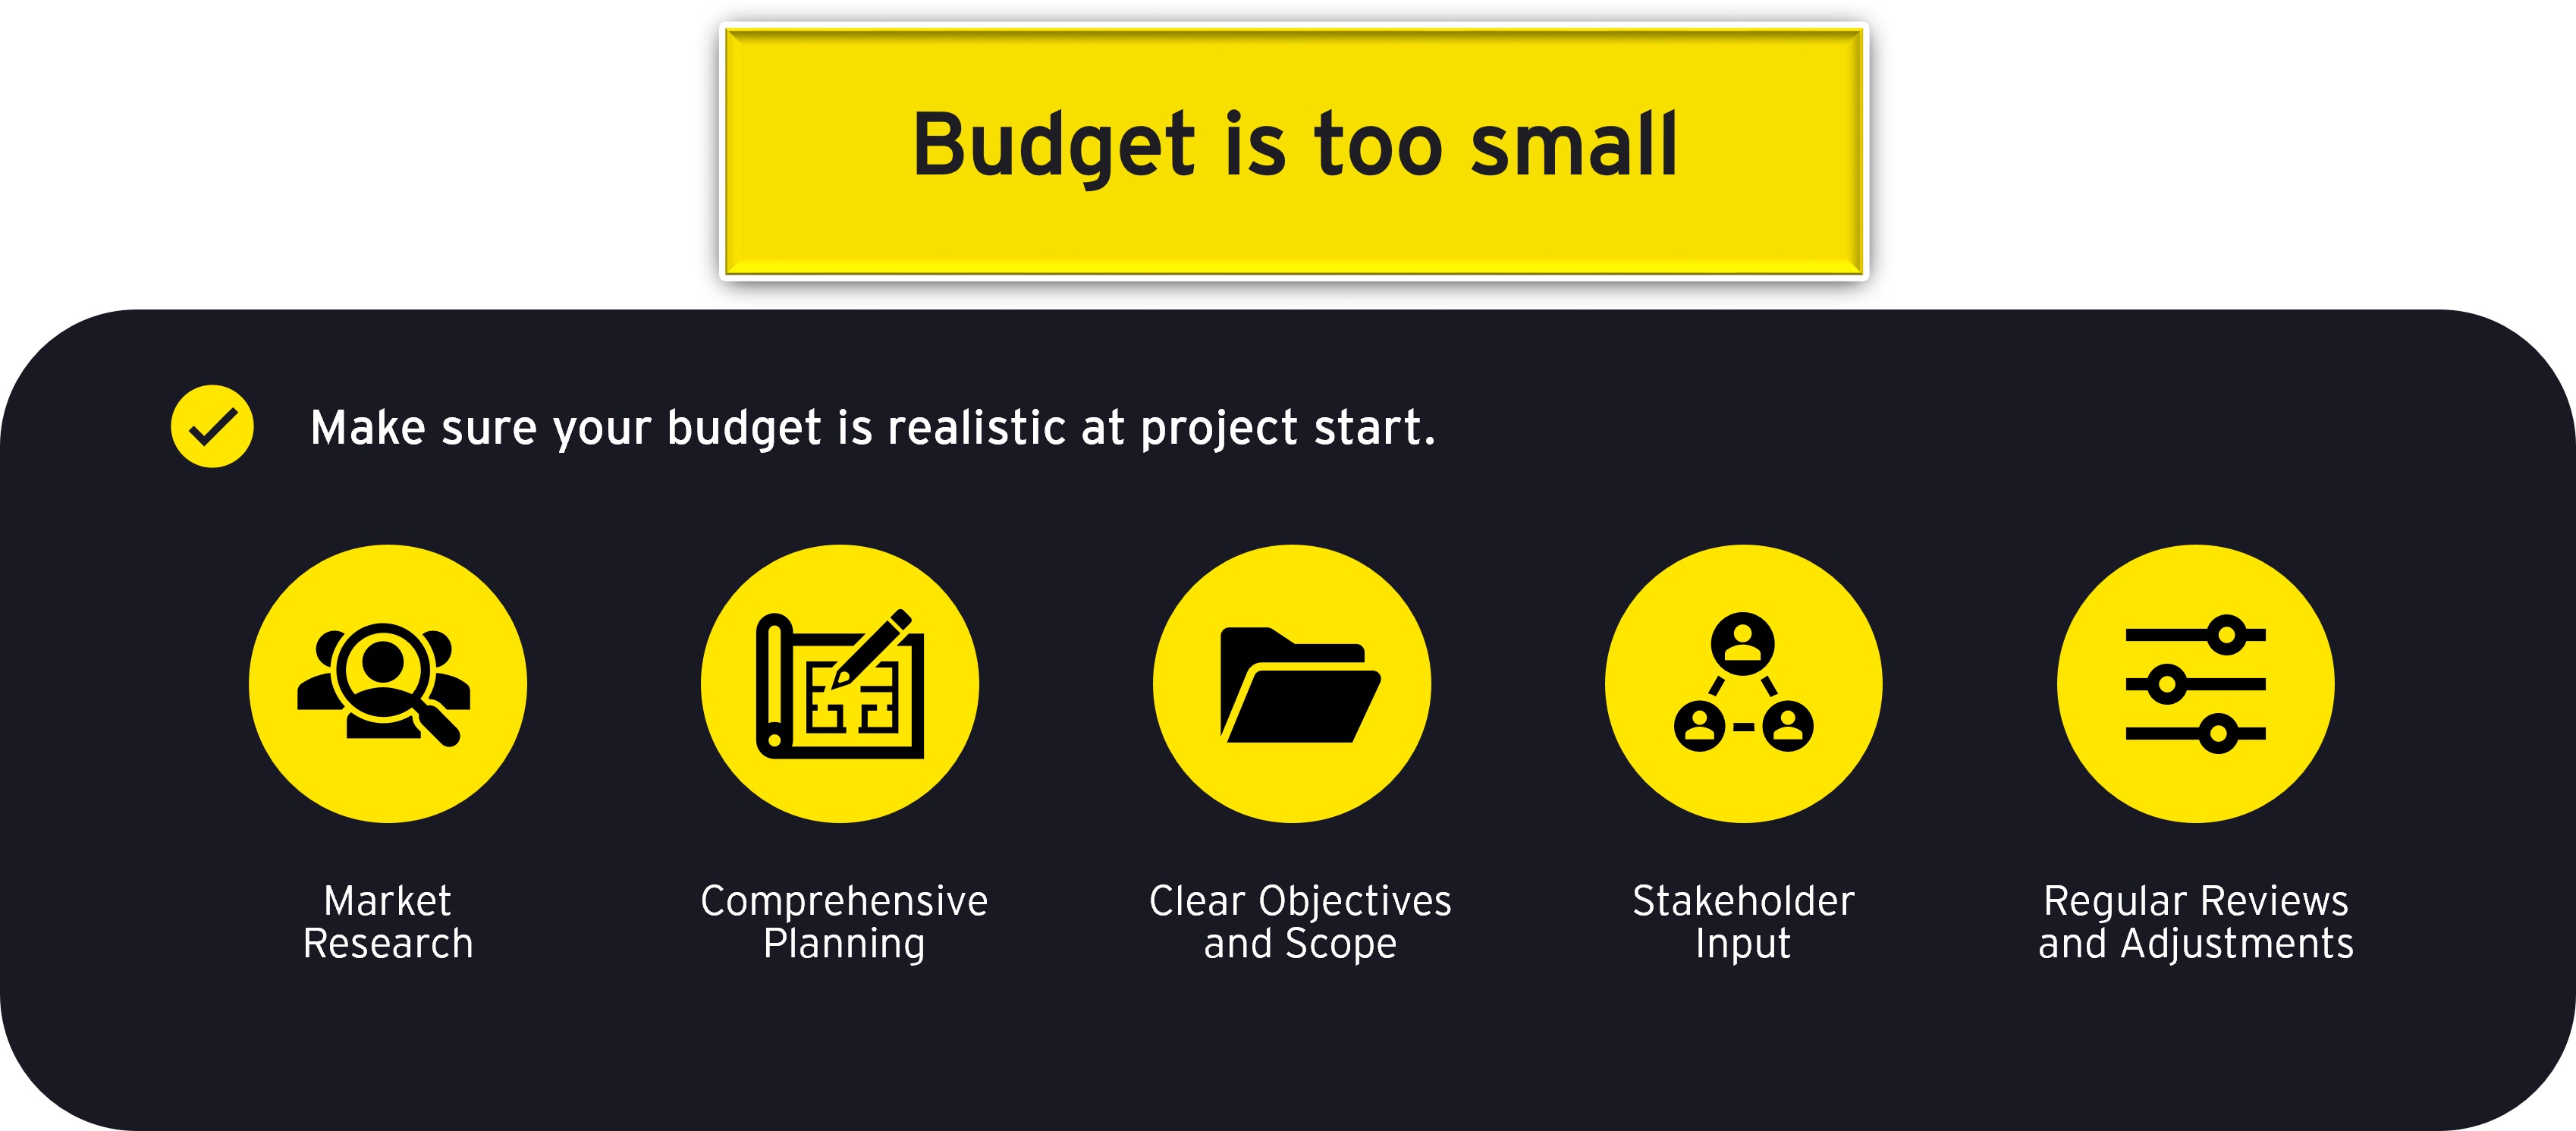 Budget is too small
Make sure your budget is realistic at project start.
Market
Research
Comprehensive
Planning
Clear Objectives
and Scope
Stakeholder
Input
Regular Reviews
and Adjustments